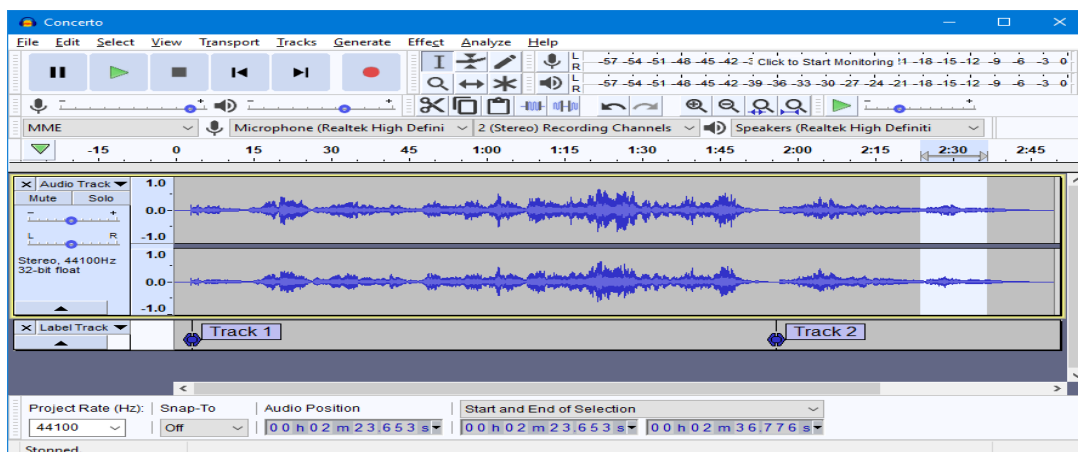 Concerto
File Edit Select View Transport Tracks Generate Effect Analyze Help
L
R
-57 -54 -51 -48 -45 -42 -3 Click to Start Monitoring !1 -18 -15 -12 -9 -6 -3 0
L
R
-57 -54 -51 -48 -45 -42 -39 -36 -33 -30 -27 -24 -21 -18 -15 -12 -9 -6 -3 0
MME Microphone (Realtek High Defini 2 (Stereo) Recording Channels Speakers (Realtek High Definiti
-15 0 15 30 45 1:00 1:15 1:30 1:45 2:00 2:15 2:30 2:45
× Audio Track
Mute Solo
- +
L R
Stereo, 44100Hz
32-bit float
1.0
0.0
-1.0
1.0
0.0
-1.0
× Label Track
Track 1 Track 2
Project Rate (Hz): Snap-To Audio Position Start and End of Selection
44100 Off 00 h 02 m 23.653 s 00 h 02 m 23.653 s 00 h 02 m 36.776 s
Stopped